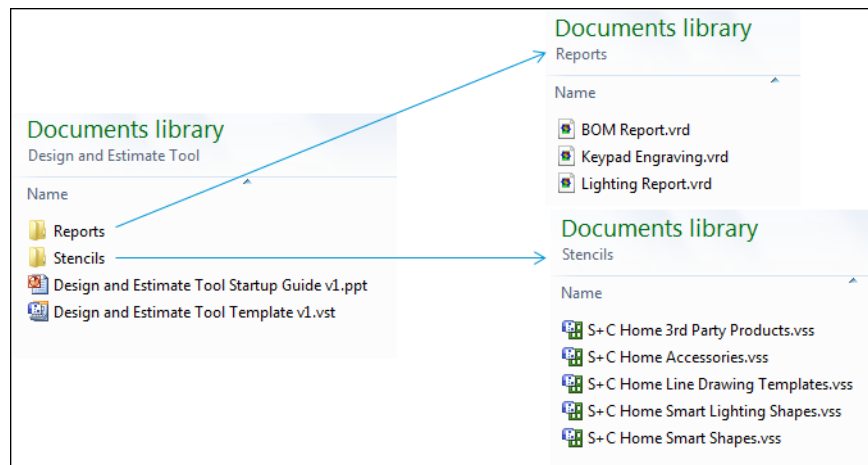 Documents library
Design and Estimate Tool
Name
Reports
Stencils
Design and Estimate Tool Startup Guide v1.ppt
Design and Estimate Tool Template v1.vst
Documents library
Reports
Name
BOM Report.vrd
Keypad Engraving.vrd
Lighting Report.vrd
Documents library
Stencils
Name
S+C Home 3rd Party Products.vss
S+C Home Accessories.vss
S+C Home Line Drawing Templates.vss
S+C Home Smart Lighting Shapes.vss
S+C Home Smart Shapes.vss